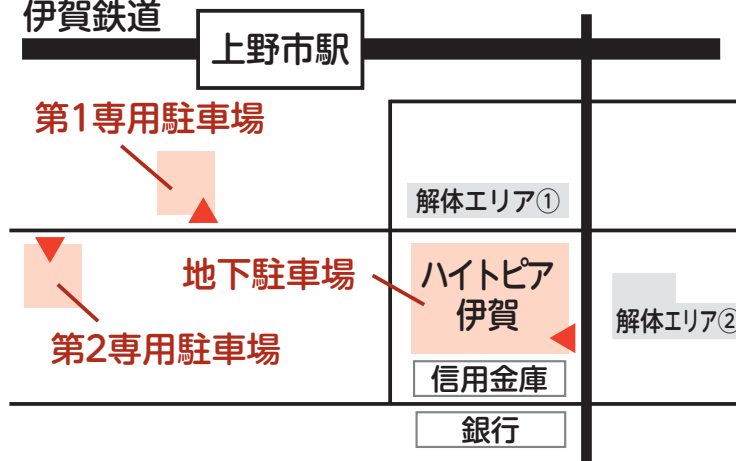 伊賀鉄道
上野市駅
第1専用駐車場
解体エリア①
地下駐車場
ハイトピア
伊賀
解体エリア②
第2専用駐車場
信用金庫
銀行